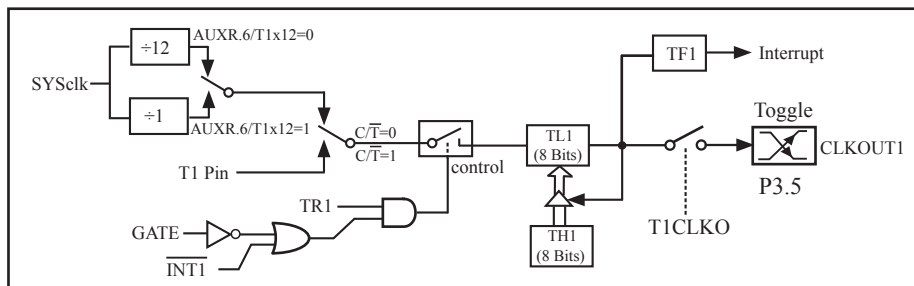 AUXR.6/T1x12=0
÷12
SYSclk
÷1
AUXR.6/T1x12=1
C/T̅=0
C/T̅=1
T1 Pin
control
TL1
(8 Bits)
TF1
Interrupt
Toggle
CLKOUT1
P3.5
T1CLKO
TR1
GATE
I̅N̅T̅1̅
TH1
(8 Bits)